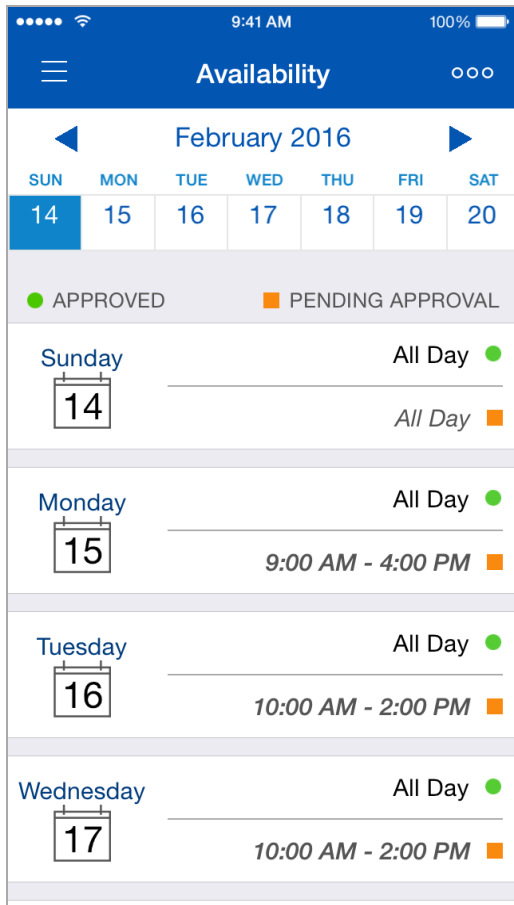 9:41 AM 100%
Availability
February 2016
SUN MON TUE WED THU FRI SAT
14 15 16 17 18 19 20
APPROVED PENDING APPROVAL
Sunday
14
All Day
All Day
Monday
15
All Day
9:00 AM - 4:00 PM
Tuesday
16
All Day
10:00 AM - 2:00 PM
Wednesday
17
All Day
10:00 AM - 2:00 PM